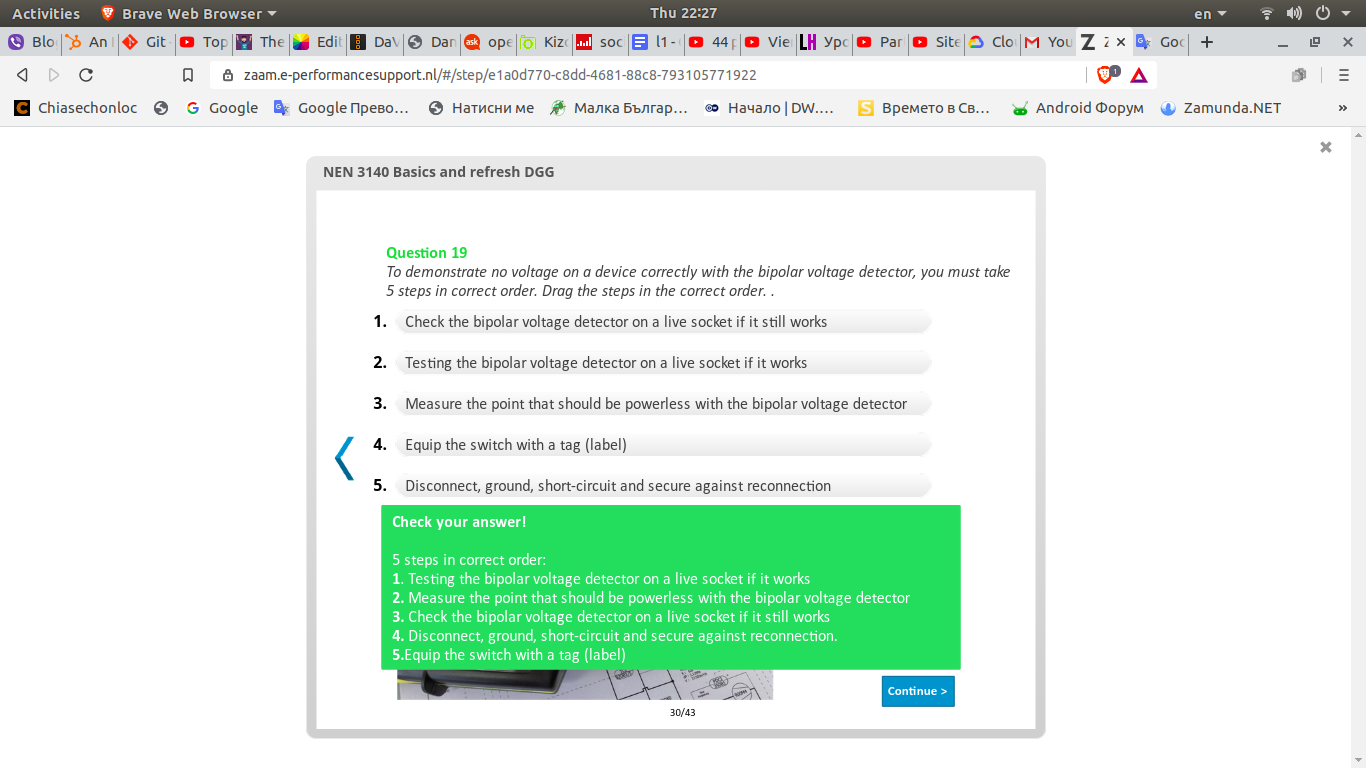 Activities Brave Web Browser Thu 22:27 en
Blo An Git Top The Edit DaV Dan ope Kizo soc l1 - 44 p Vie Урс Par Site Clo You Z Goo
zaam.e-performancesupport.nl/#/step/e1a0d770-c8dd-4681-88c8-793105771922 1
Chiasechonloc Google Google Прево... Натисни ме Малка Българ... Начало | DW.... Времето в Св... Android Форум Zamunda.NET »
NEN 3140 Basics and refresh DGG
Question 19
To demonstrate no voltage on a device correctly with the bipolar voltage detector, you must take
5 steps in correct order. Drag the steps in the correct order. .
1. Check the bipolar voltage detector on a live socket if it still works
2. Testing the bipolar voltage detector on a live socket if it works
3. Measure the point that should be powerless with the bipolar voltage detector
4. Equip the switch with a tag (label)
5. Disconnect, ground, short-circuit and secure against reconnection
Check your answer!
5 steps in correct order:
1. Testing the bipolar voltage detector on a live socket if it works
2. Measure the point that should be powerless with the bipolar voltage detector
3. Check the bipolar voltage detector on a live socket if it still works
4. Disconnect, ground, short-circuit and secure against reconnection.
5.Equip the switch with a tag (label)
Continue >
30/43